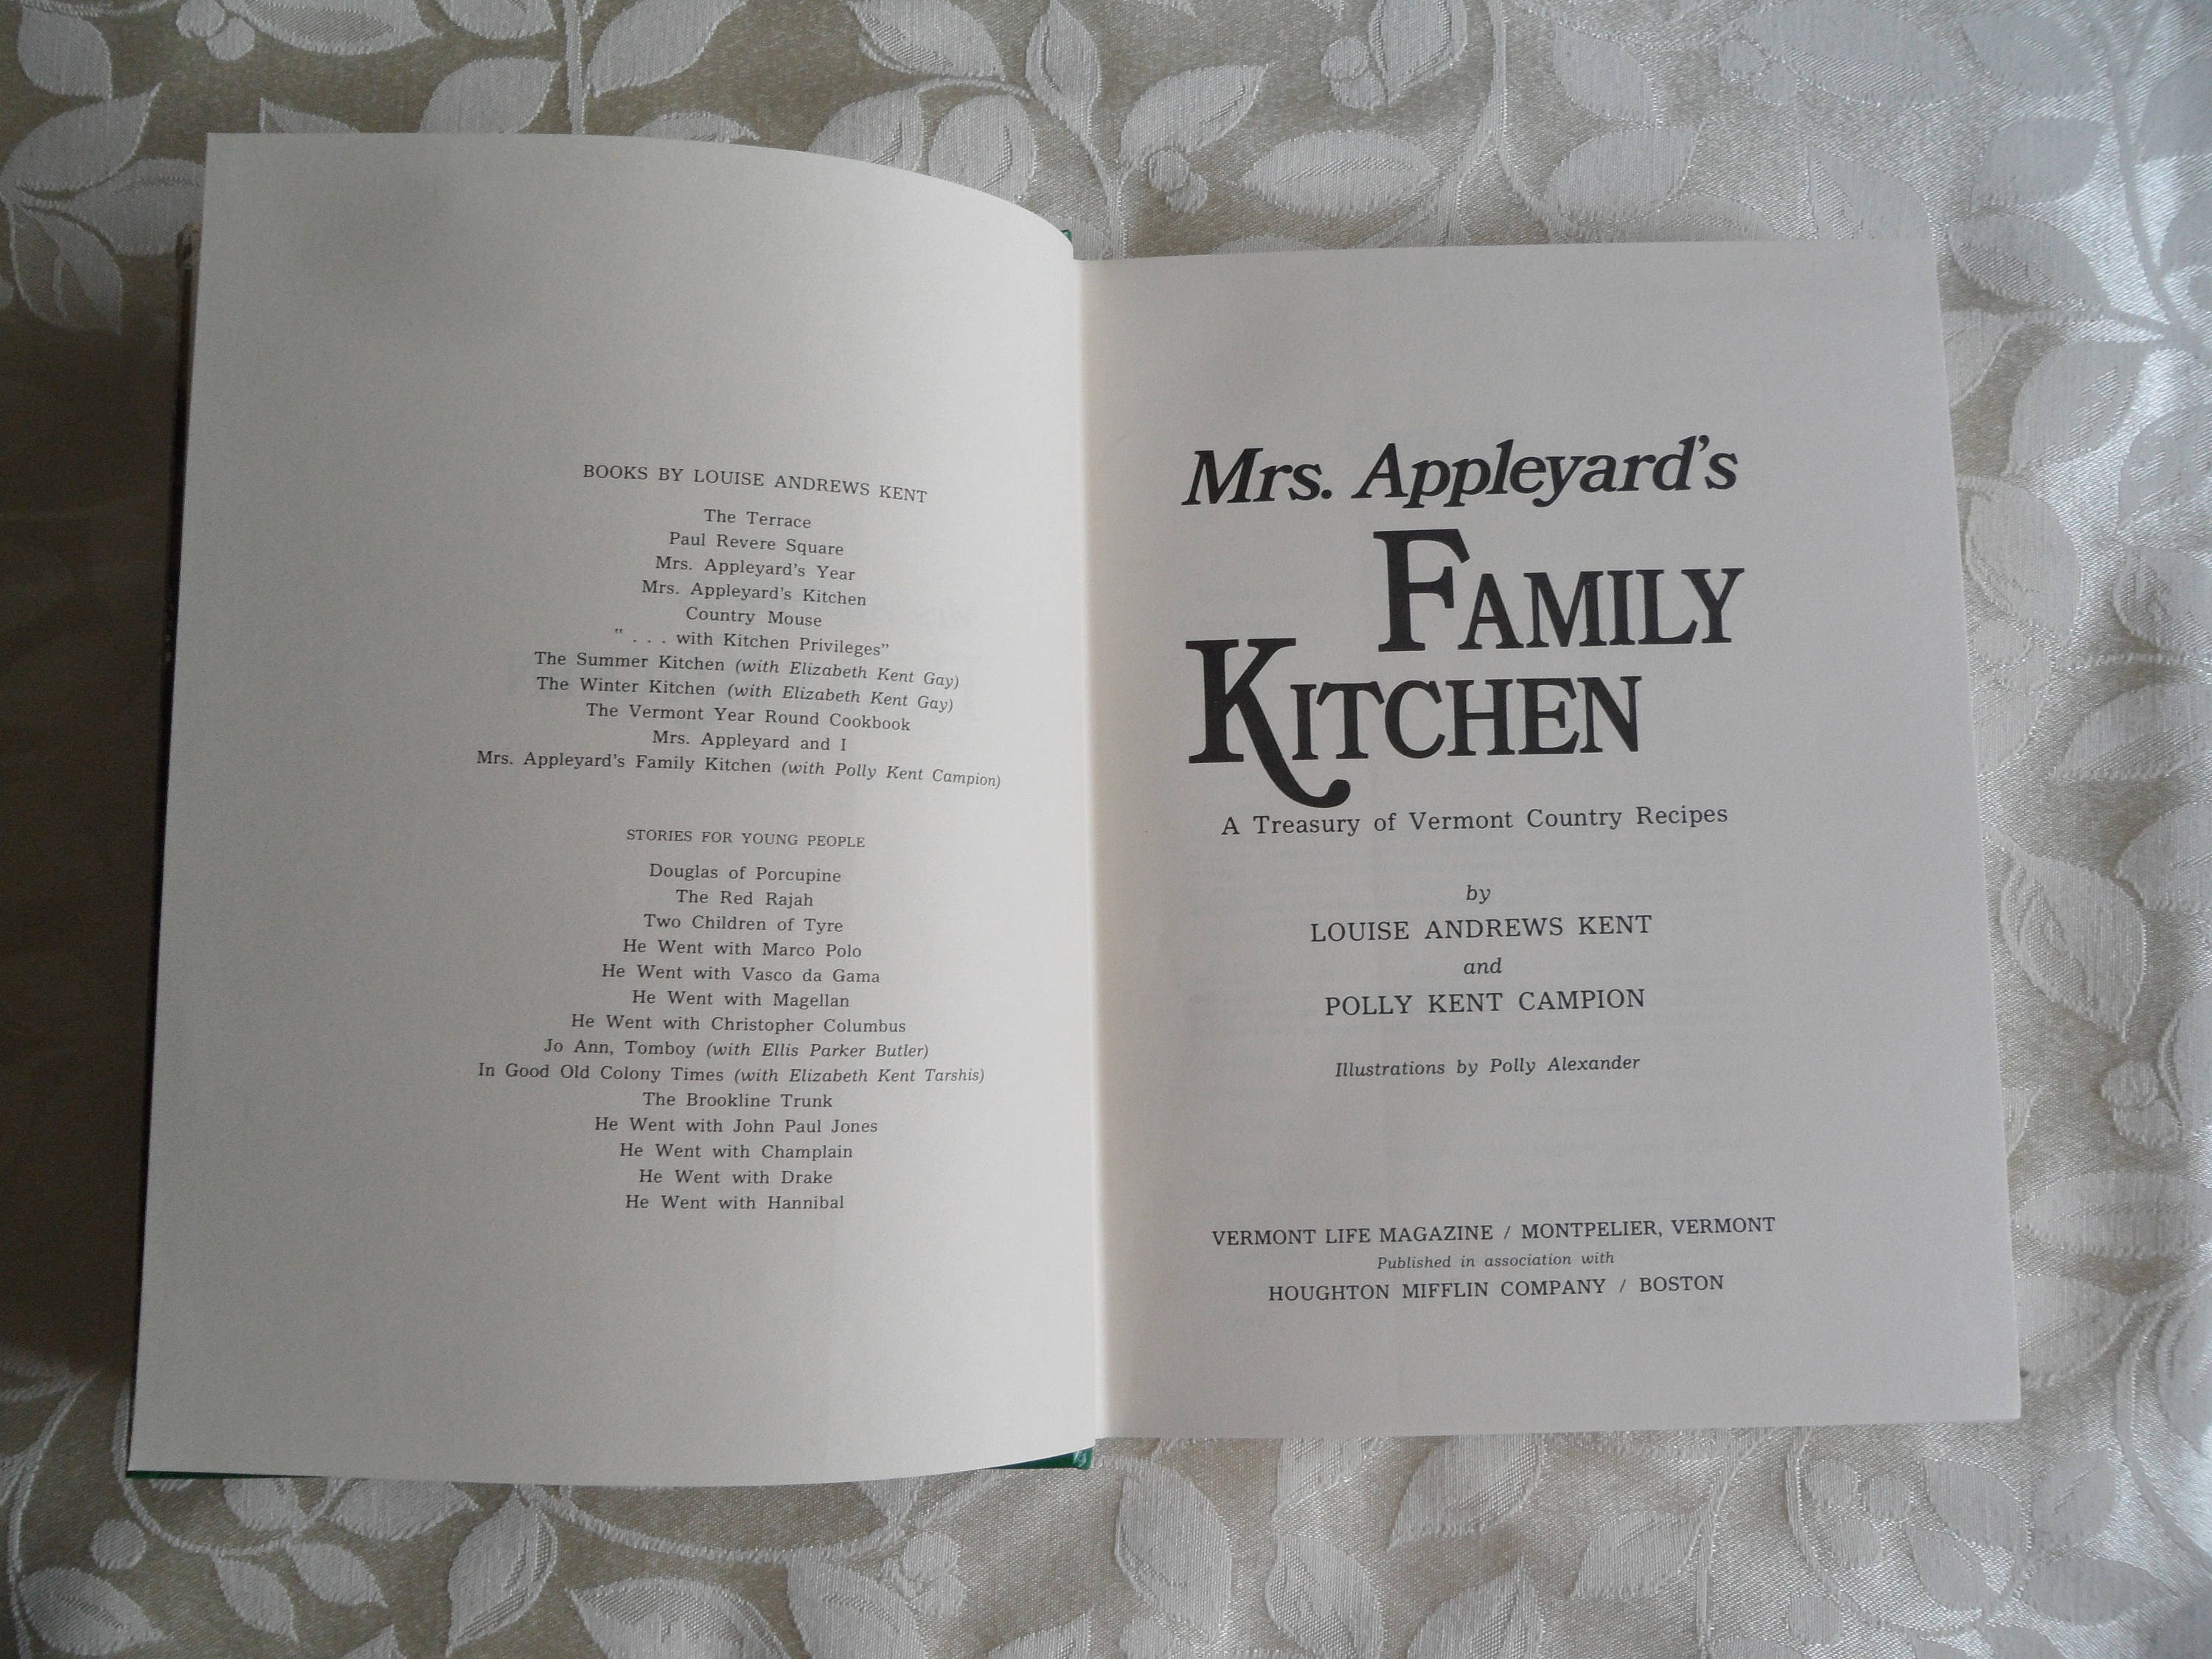 BOOKS BY LOUISE ANDREWS KENT
The Terrace
Paul Revere Square
Mrs. Appleyard's Year
Mrs. Appleyard's Kitchen
Country Mouse
" . . . with Kitchen Privileges"
The Summer Kitchen (with Elizabeth Kent Gay)
The Winter Kitchen (with Elizabeth Kent Gay)
The Vermont Year Round Cookbook
Mrs. Appleyard and I
Mrs. Appleyard's Family Kitchen (with Polly Kent Campion)
STORIES FOR YOUNG PEOPLE
Douglas of Porcupine
The Red Rajah
Two Children of Tyre
He Went with Marco Polo
He Went with Vasco da Gama
He Went with Magellan
He Went with Christopher Columbus
Jo Ann, Tomboy (with Ellis Parker Butler)
In Good Old Colony Times (with Elizabeth Kent Tarshis)
The Brookline Trunk
He Went with John Paul Jones
He Went with Champlain
He Went with Drake
He Went with Hannibal
Mrs. Appleyard's
FAMILY
KITCHEN
A Treasury of Vermont Country Recipes
by
LOUISE ANDREWS KENT
and
POLLY KENT CAMPION
Illustrations by Polly Alexander
VERMONT LIFE MAGAZINE / MONTPELIER, VERMONT
Published in association with
HOUGHTON MIFFLIN COMPANY / BOSTON